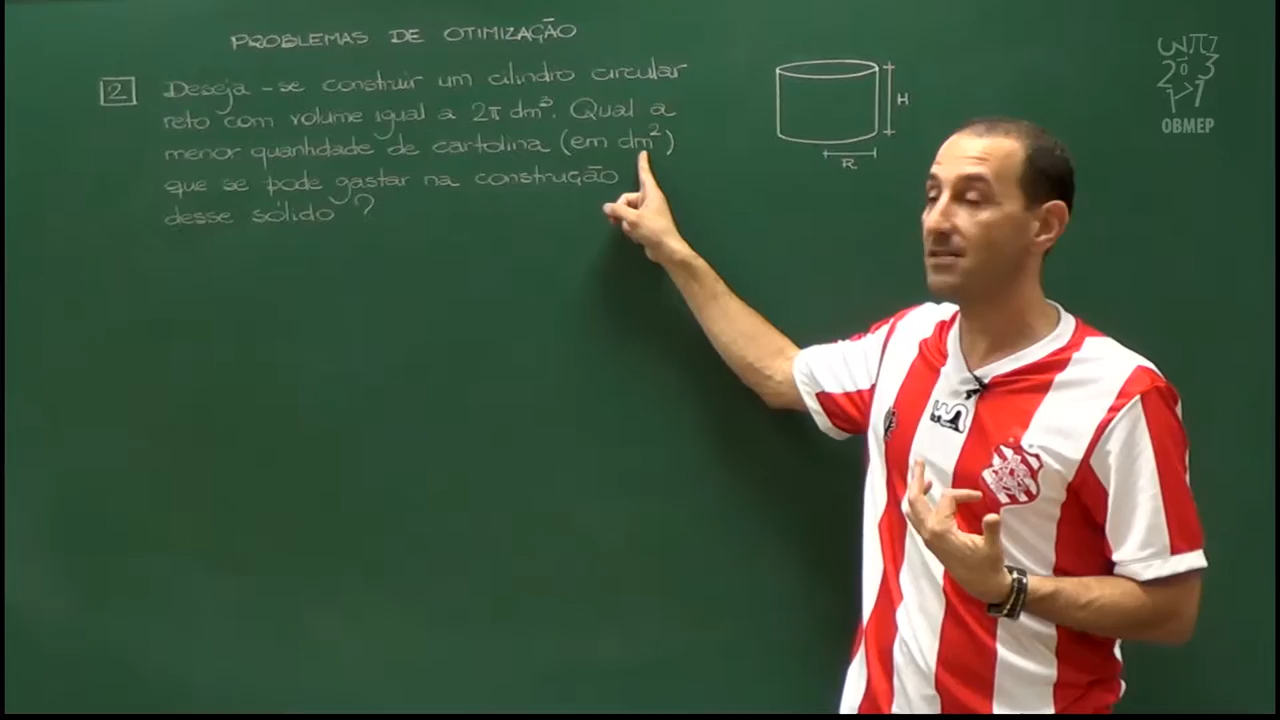 PROBLEMAS DE OTIMIZAÇÃO
2 Deseja-se construir um cilindro circular
reto com volume igual a 2π dm³. Qual a
menor quantidade de cartolina (em dm²)
que se pode gastar na construção
desse sólido?
H
R
OBMEP